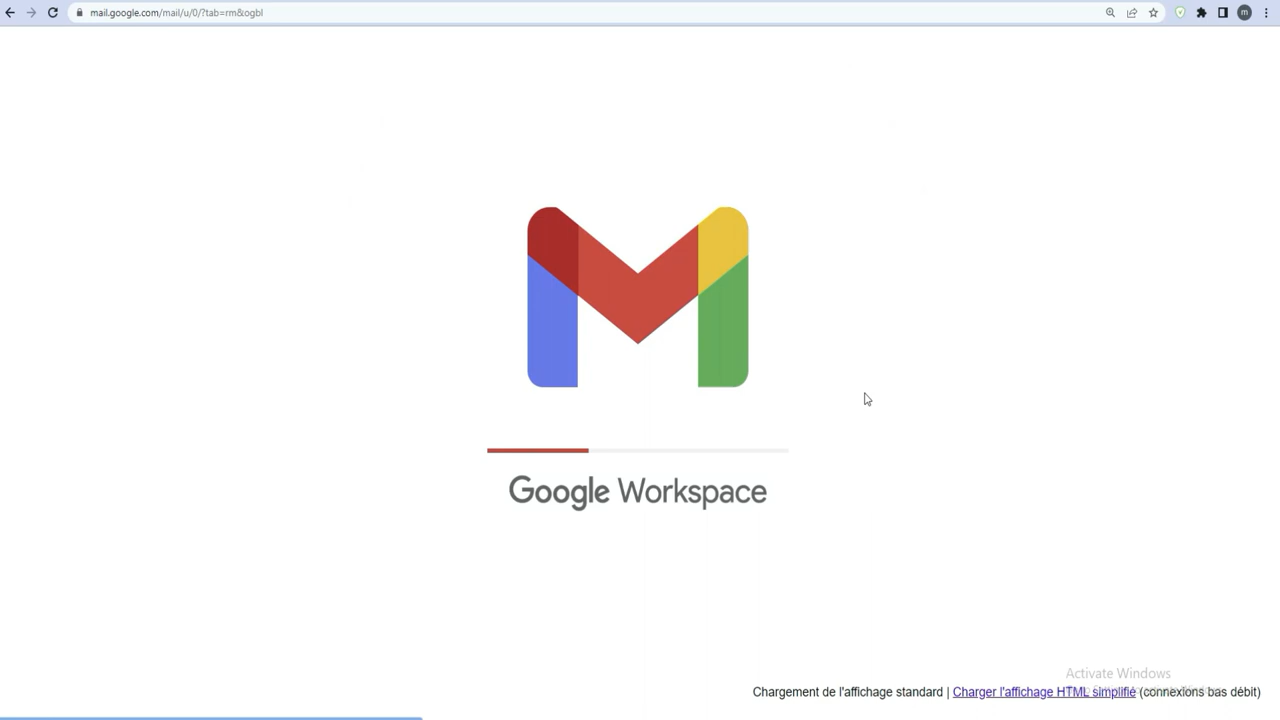 mail.google.com/mail/u/0/?tab=rm&ogbl
m
Google Workspace
Activate Windows
Chargement de l'affichage standard | Charger l'affichage HTML simplifié (connexions bas débit)